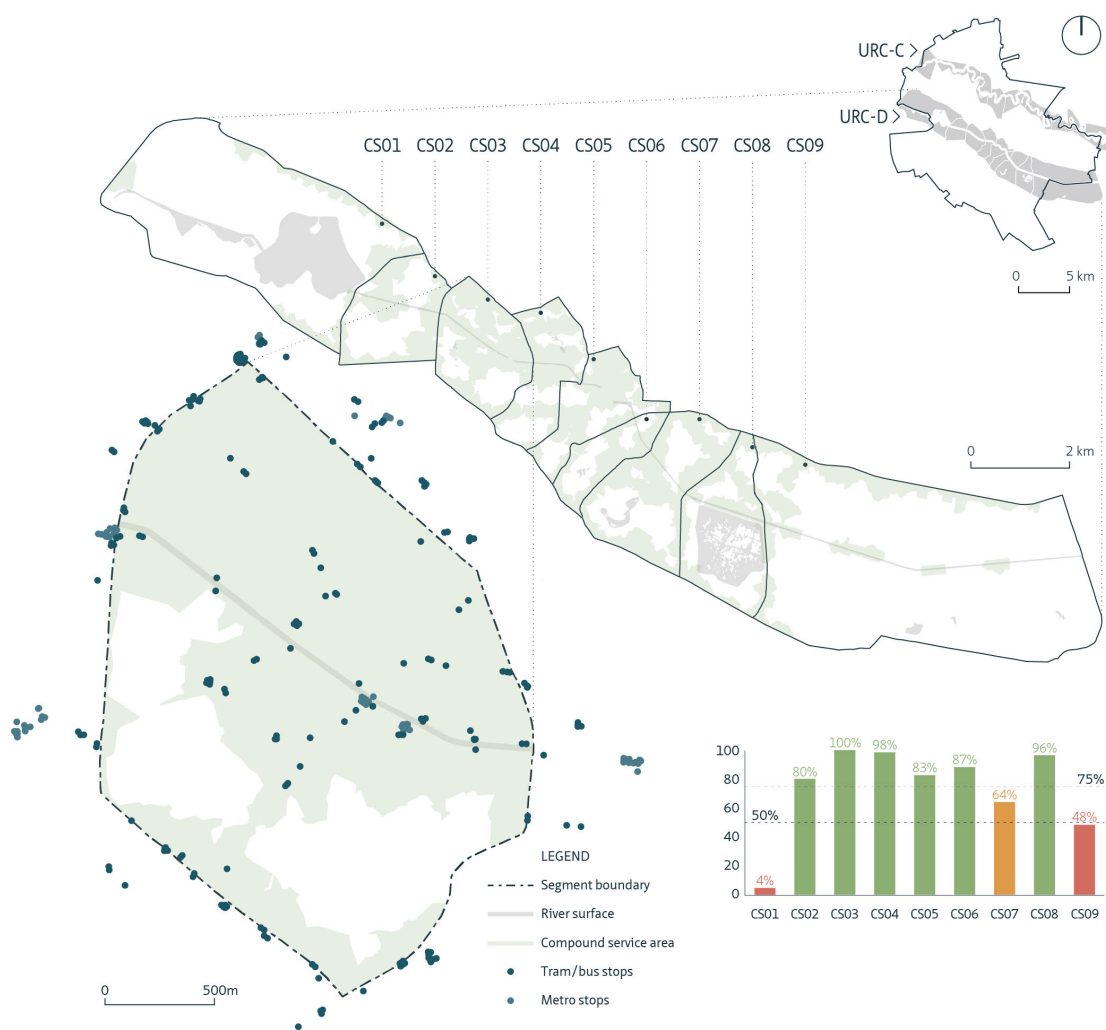 URC-C
URC-D
0 5 km
CS01 CS02 CS03 CS04 CS05 CS06 CS07 CS08 CS09
0 2 km
LEGEND
Segment boundary
River surface
Compound service area
Tram/bus stops
Metro stops
0 500m
100
80
60
40
20
0
50%
75%
4%
80%
100%
98%
83%
87%
64%
96%
48%
CS01 CS02 CS03 CS04 CS05 CS06 CS07 CS08 CS09